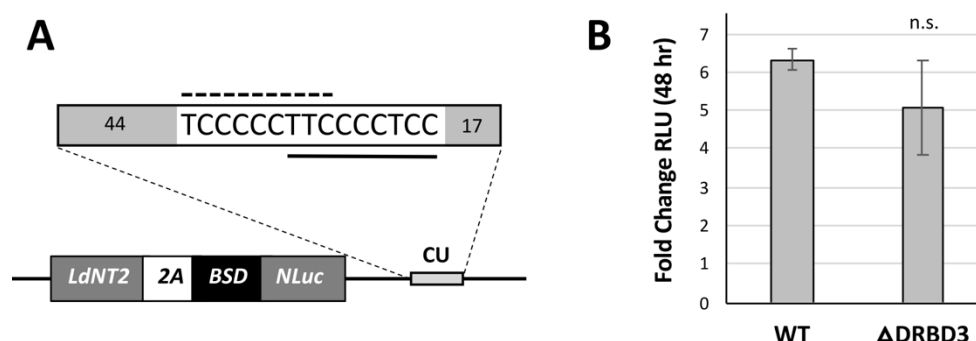 A
44 TCCCCCTTCCCCTCC 17
CU
LdNT2 2A BSD NLuc
B
n.s.
Fold Change RLU (48 hr)
7
6
5
4
3
2
1
0
WT ΔDRBD3